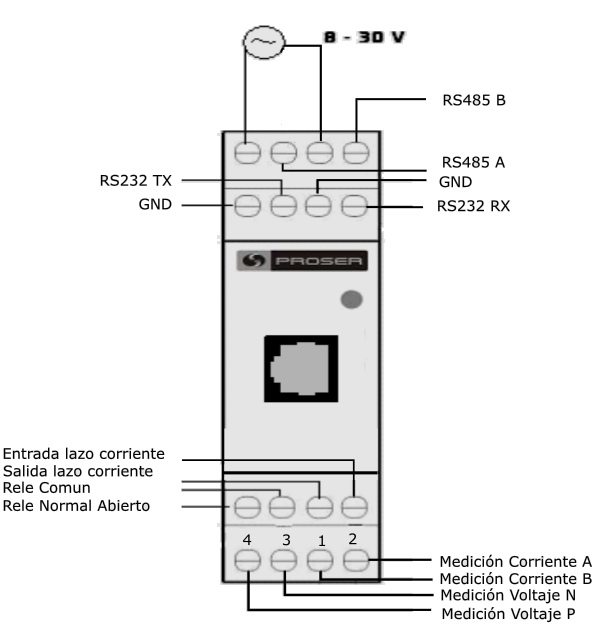 8 - 30 V
RS485 B
RS485 A
RS232 TX
GND
GND
RS232 RX
PROSER
Entrada lazo corriente
Salida lazo corriente
Rele Comun
Rele Normal Abierto
4 3 1 2
Medición Corriente A
Medición Corriente B
Medición Voltaje N
Medición Voltaje P